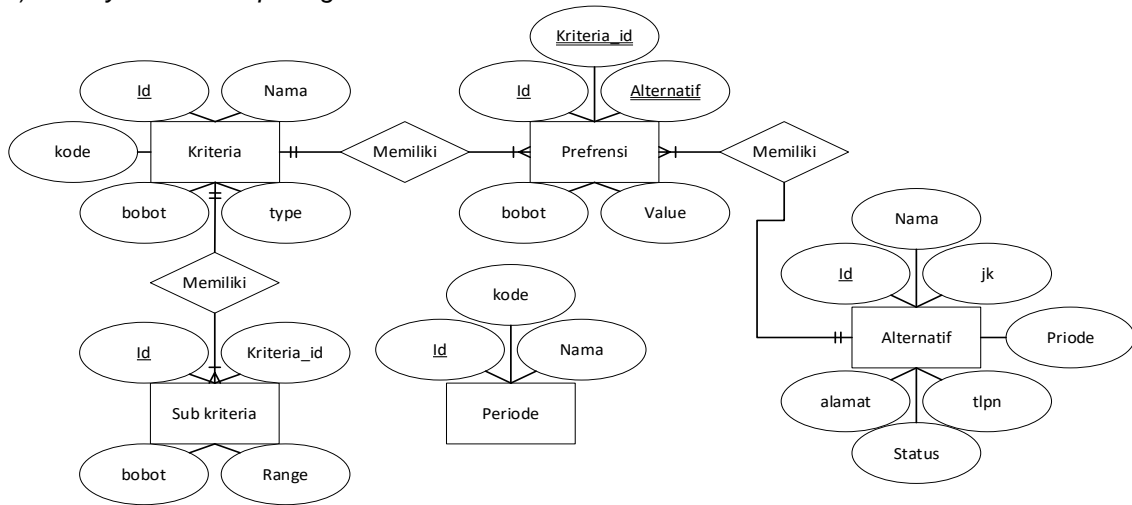 Kriteria_id
Id
Nama
Id
Alternatif
kode
Kriteria
Memiliki
Prefrensi
Memiliki
bobot
type
bobot
Value
Nama
Memiliki
Id
jk
kode
Id
Kriteria_id
Id
Nama
Alternatif
Priode
Sub kriteria
Periode
alamat
tlpn
bobot
Range
Status